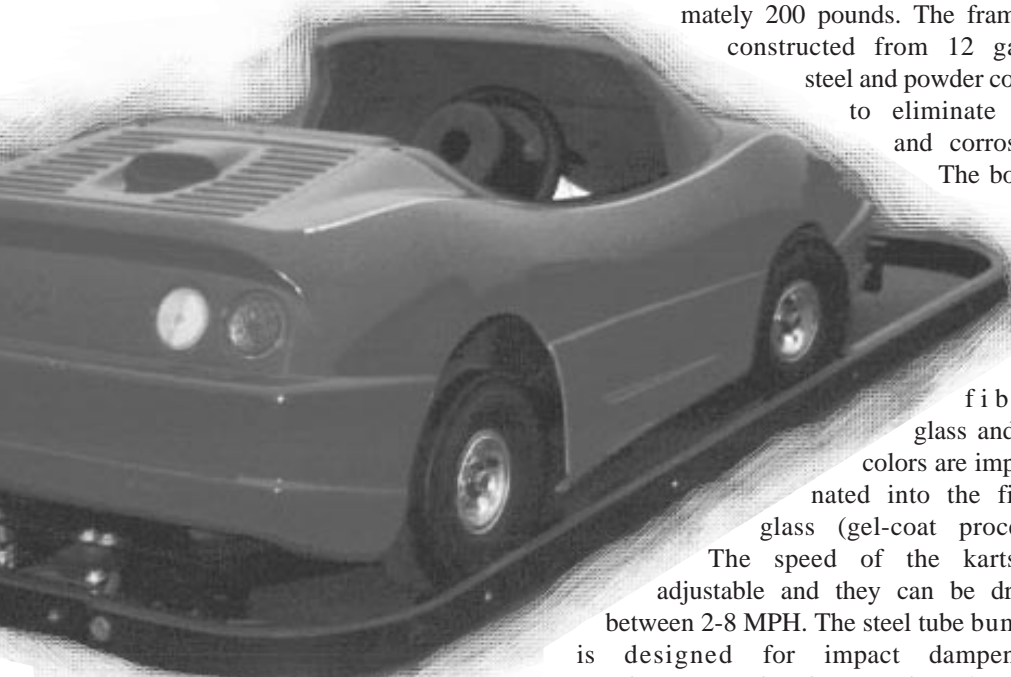 mately 200 pounds. The fram
constructed from 12 ga
steel and powder co
to eliminate
and corros
The bo
fib
glass and
colors are imp
nated into the fi
glass (gel-coat proce
The speed of the karts
adjustable and they can be dr
between 2-8 MPH. The steel tube bum
is designed for impact dampen